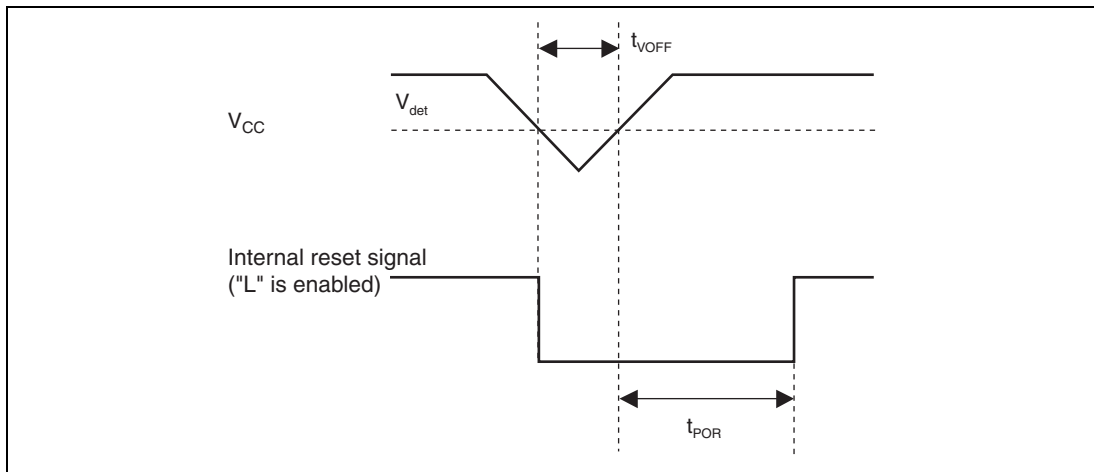 tVOFF
Vdet
VCC
Internal reset signal
("L" is enabled)
tPOR